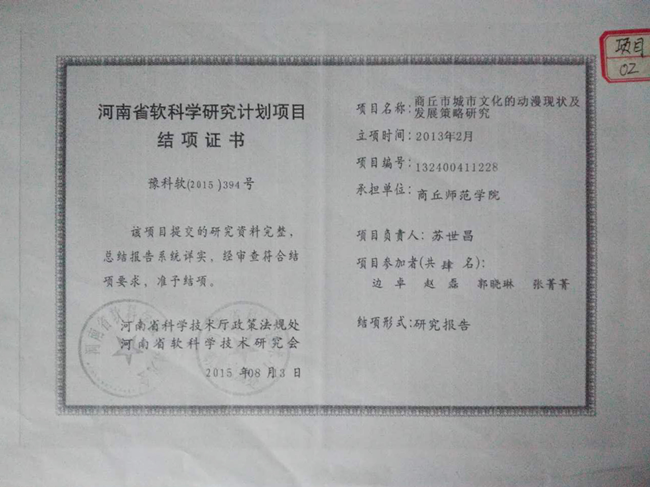 河南省软科学研究计划项目
结项证书
豫科软(2015)394号
该项目提交的研究资料完整，
总结报告系统详实，经审查符合结
项要求，准予结项。
河南省科学技术厅政策法规处
河南省软科学技术研究会
2015年08月3日
项目名称:商丘市城市文化的动漫现状及
发展策略研究
立项时间:2013年2月
项目编号:132400411228
承担单位:商丘师范学院
项目负责人:苏世昌
项目参加者(共肆名):
边卓 赵磊 郭晓琳 张菁菁
结项形式:研究报告
项目
02